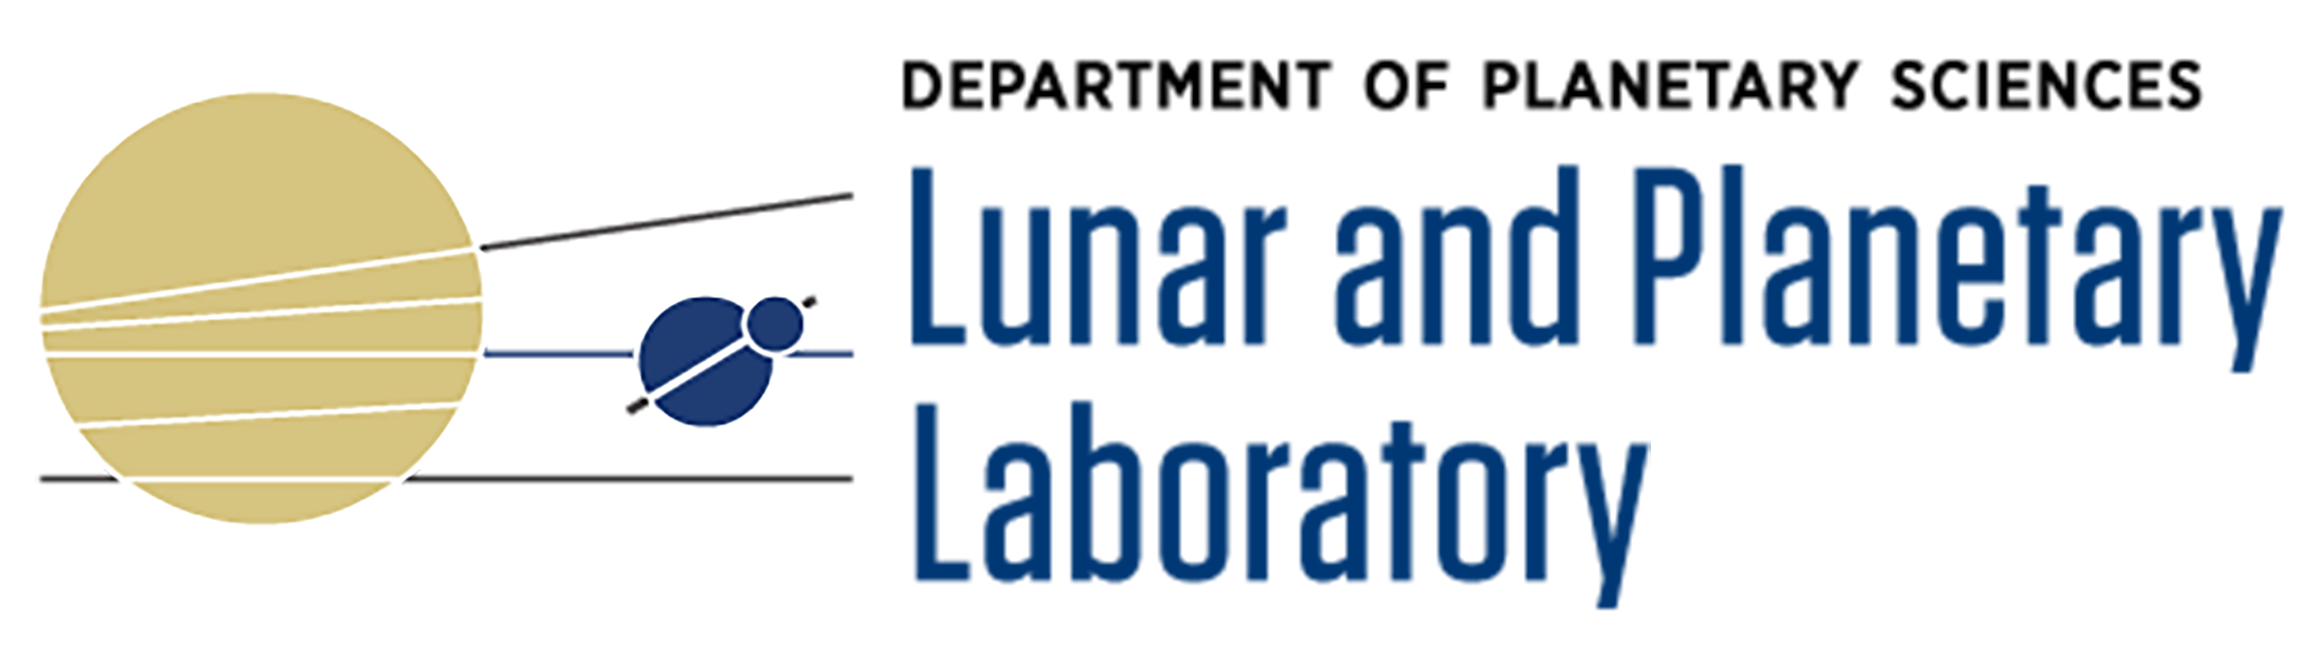 DEPARTMENT OF PLANETARY SCIENCES
Lunar and Planetary
Laboratory